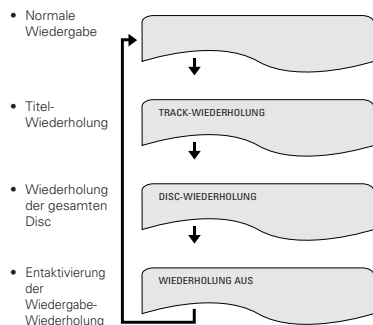 • Normale
Wiedergabe
• Titel-
Wiederholung
TRACK-WIEDERHOLUNG
• Wiederholung
der gesamten
Disc
DISC-WIEDERHOLUNG
• Entaktivierung
der
Wiedergabe-
Wiederholung
WIEDERHOLUNG AUS